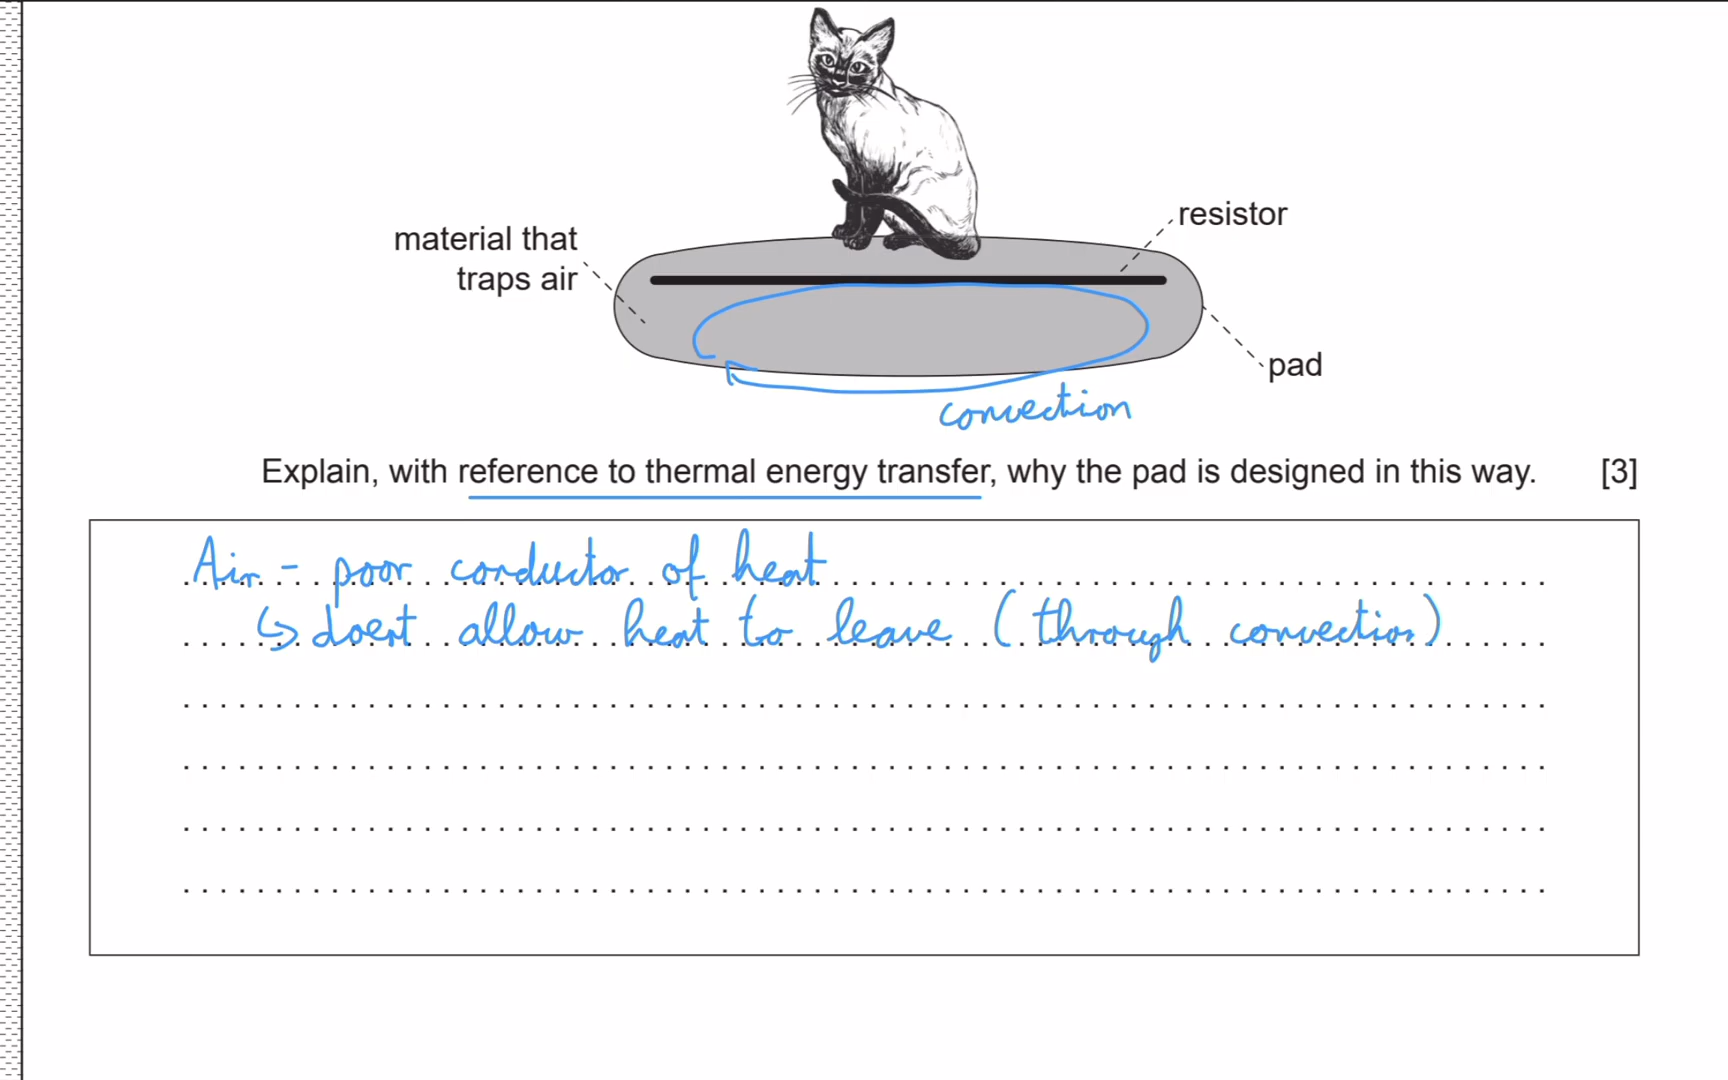 resistor
material that
traps air
pad
convection
Explain, with reference to thermal energy transfer, why the pad is designed in this way. [3]
Air - poor conductor of heat
↳ doesnt allow heat to leave (through convection)